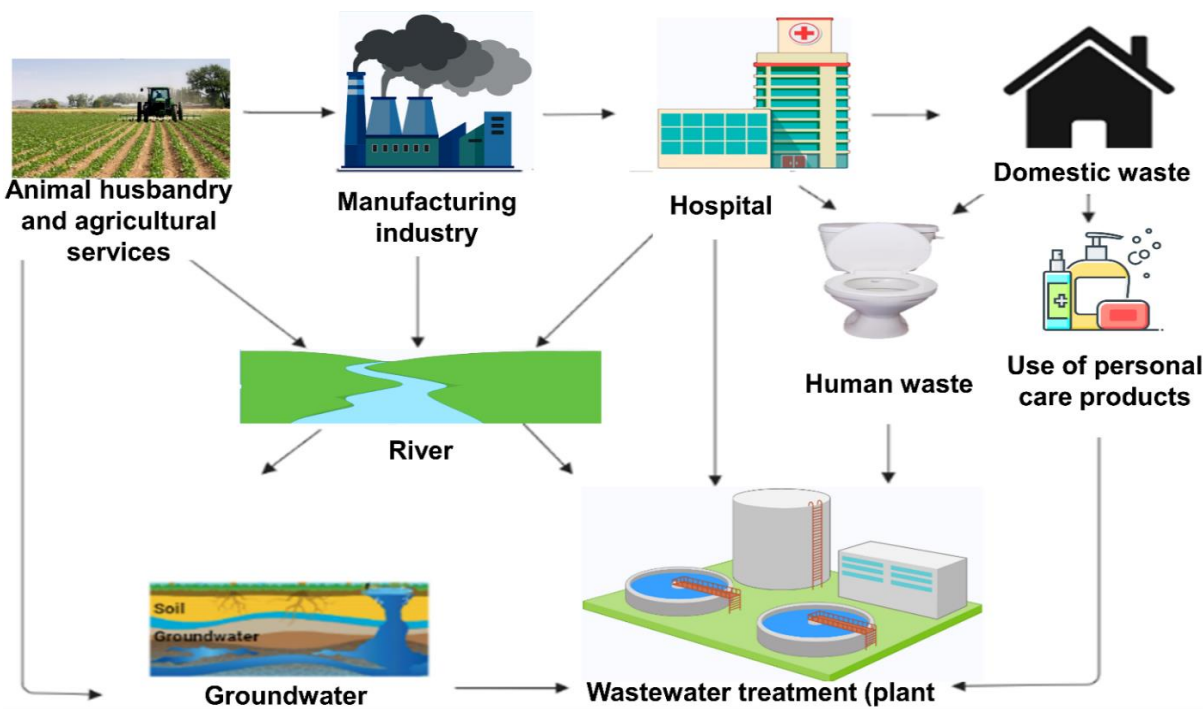 Animal husbandry
and agricultural
services
Manufacturing
industry
Hospital
Domestic waste
Human waste
Use of personal
care products
River
Soil
Groundwater
Groundwater
Wastewater treatment (plant